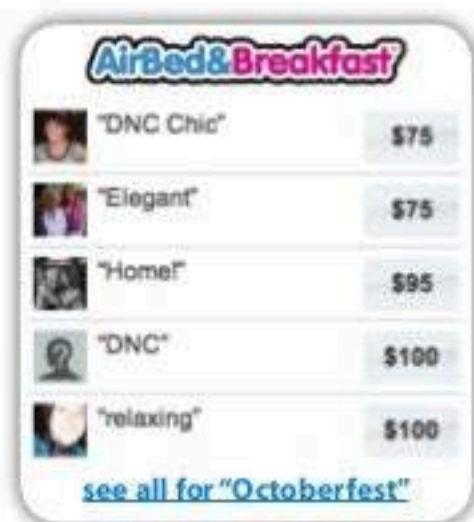 AirBed&Breakfast
"DNC Chic" $75
"Elegant" $75
"Home!" $95
"DNC" $100
"relaxing" $100
see all for "Octoberfest"